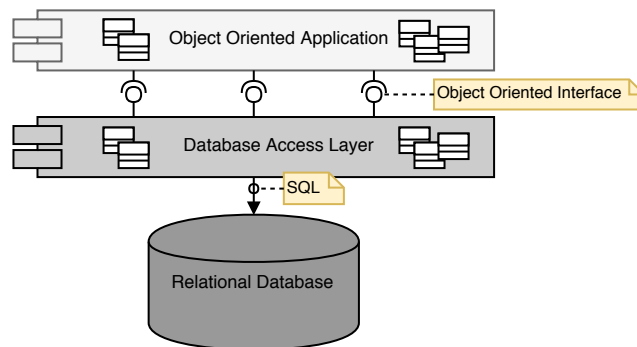 Object Oriented Application
Object Oriented Interface
Database Access Layer
SQL
Relational Database